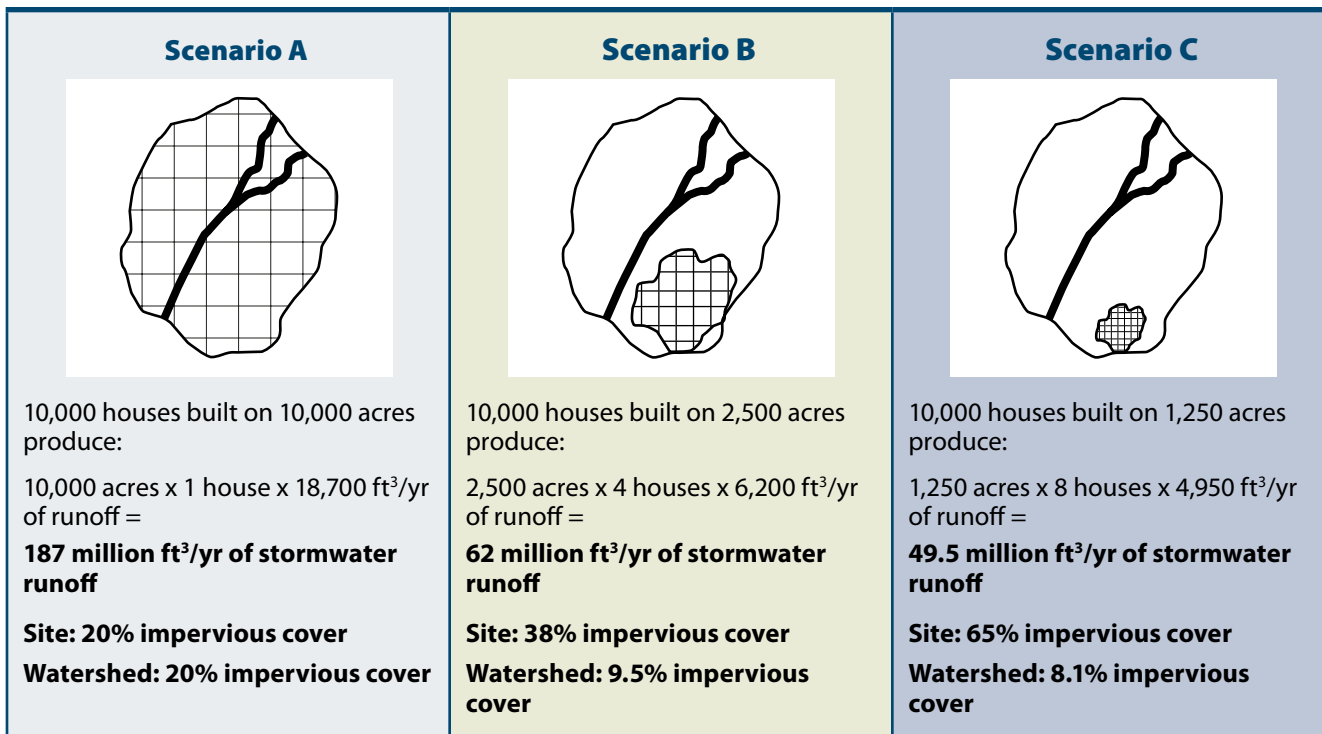 Scenario A
10,000 houses built on 10,000 acres
produce:
10,000 acres x 1 house x 18,700 ft³/yr
of runoff =
187 million ft³/yr of stormwater
runoff
Site: 20% impervious cover
Watershed: 20% impervious cover
Scenario B
10,000 houses built on 2,500 acres
produce:
2,500 acres x 4 houses x 6,200 ft³/yr
of runoff =
62 million ft³/yr of stormwater
runoff
Site: 38% impervious cover
Watershed: 9.5% impervious
cover
Scenario C
10,000 houses built on 1,250 acres
produce:
1,250 acres x 8 houses x 4,950 ft³/yr
of runoff =
49.5 million ft³/yr of stormwater
runoff
Site: 65% impervious cover
Watershed: 8.1% impervious
cover